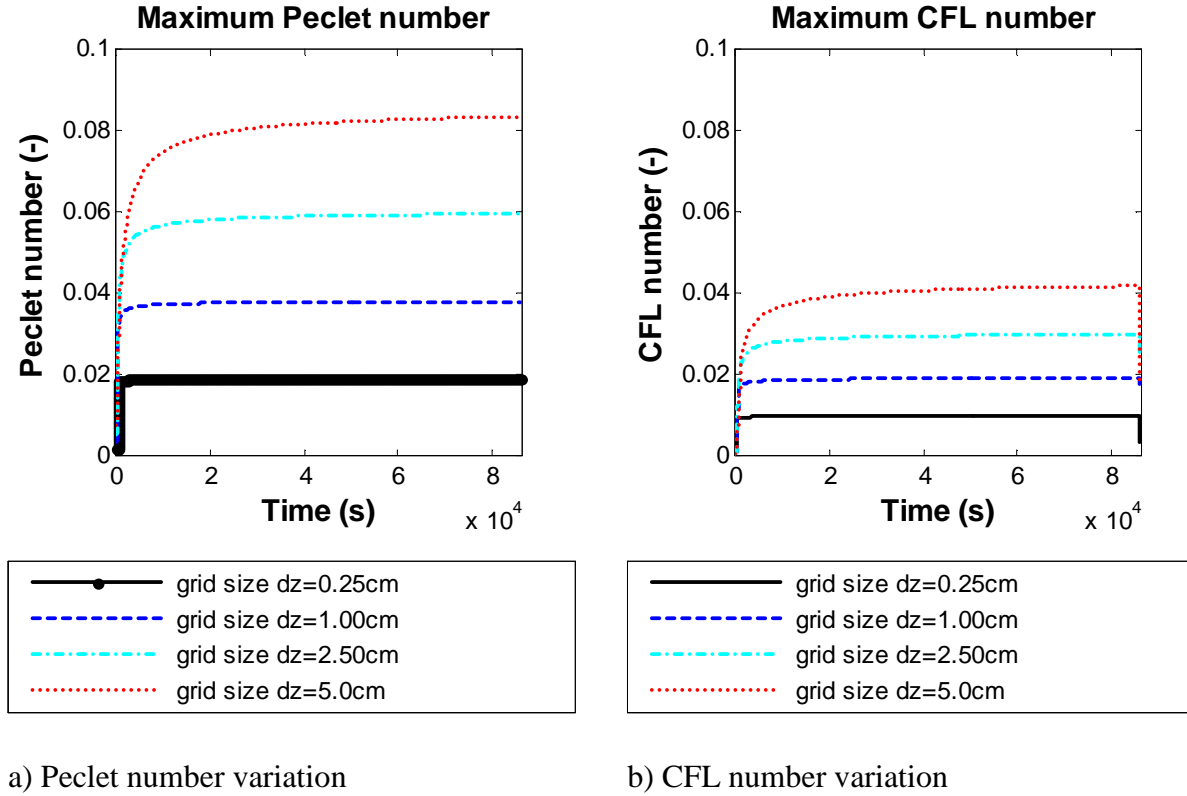 Maximum Peclet number
Peclet number (-)
0.1
0.08
0.06
0.04
0.02
0
0 2 4 6 8
x 10^4
Time (s)
grid size dz=0.25cm
grid size dz=1.00cm
grid size dz=2.50cm
grid size dz=5.0cm
a) Peclet number variation
Maximum CFL number
CFL number (-)
0.1
0.08
0.06
0.04
0.02
0
0 2 4 6 8
x 10^4
Time (s)
grid size dz=0.25cm
grid size dz=1.00cm
grid size dz=2.50cm
grid size dz=5.0cm
b) CFL number variation